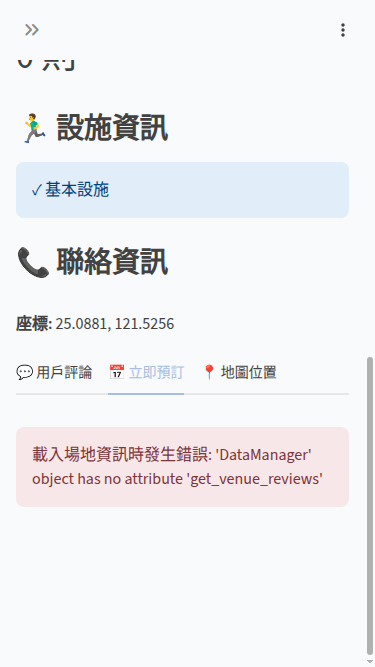 設施資訊
✓ 基本設施
聯絡資訊
座標: 25.0881, 121.5256
用戶評論 立即預訂 地圖位置
載入場地資訊時發生錯誤: 'DataManager'
object has no attribute 'get_venue_reviews'